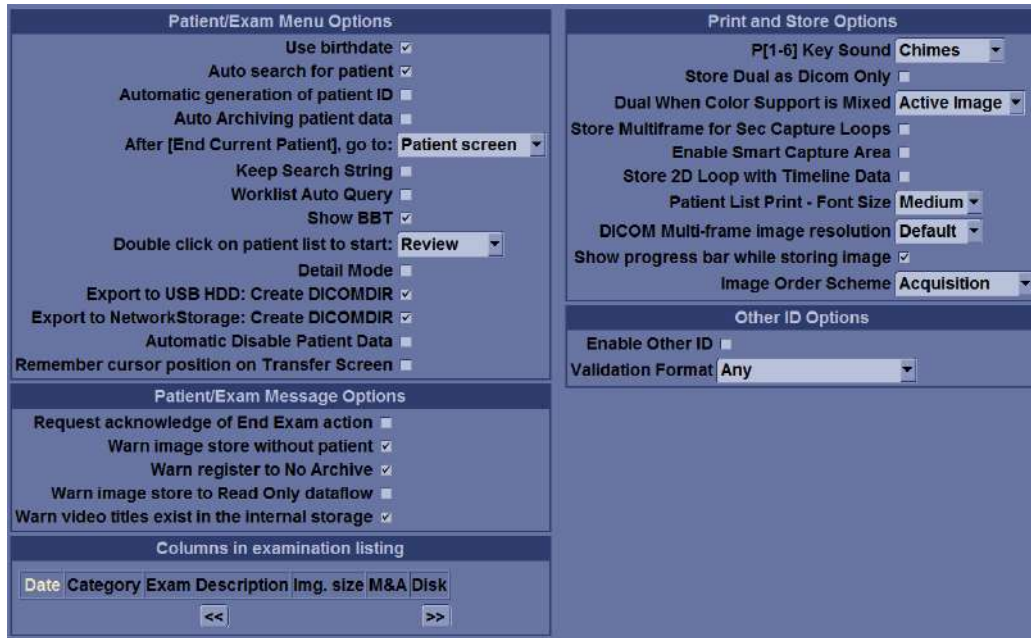 Patient/Exam Menu Options
Use birthdate
Auto search for patient
Automatic generation of patient ID
Auto Archiving patient data
After [End Current Patient], go to: Patient screen
Keep Search String
Worklist Auto Query
Show BBT
Double click on patient list to start: Review
Detail Mode
Export to USB HDD: Create DICOMDIR
Export to NetworkStorage: Create DICOMDIR
Automatic Disable Patient Data
Remember cursor position on Transfer Screen
Patient/Exam Message Options
Request acknowledge of End Exam action
Warn image store without patient
Warn register to No Archive
Warn image store to Read Only dataflow
Warn video titles exist in the internal storage
Columns in examination listing
Date Category Exam Description Img. size M&A Disk
<< >>
Print and Store Options
P[1-6] Key Sound Chimes
Store Dual as Dicom Only
Dual When Color Support is Mixed Active Image
Store Multiframe for Sec Capture Loops
Enable Smart Capture Area
Store 2D Loop with Timeline Data
Patient List Print - Font Size Medium
DICOM Multi-frame image resolution Default
Show progress bar while storing image
Image Order Scheme Acquisition
Other ID Options
Enable Other ID
Validation Format Any